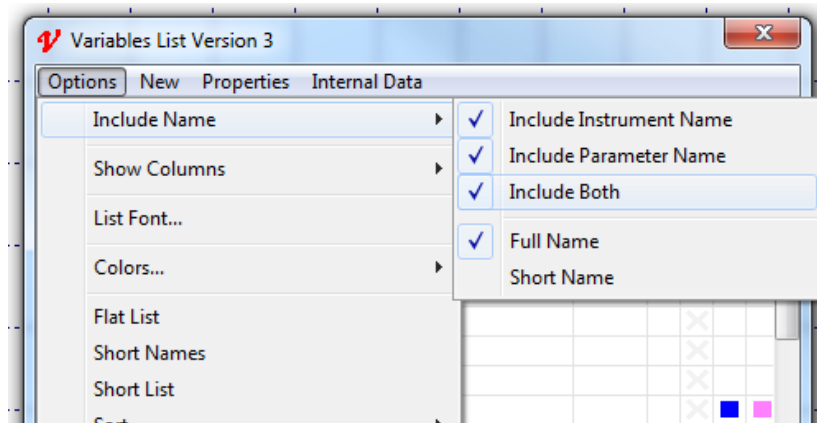 Variables List Version 3
Options New Properties Internal Data
Include Name
Show Columns
List Font...
Colors...
Flat List
Short Names
Short List
Sort
Include Instrument Name
Include Parameter Name
Include Both
Full Name
Short Name